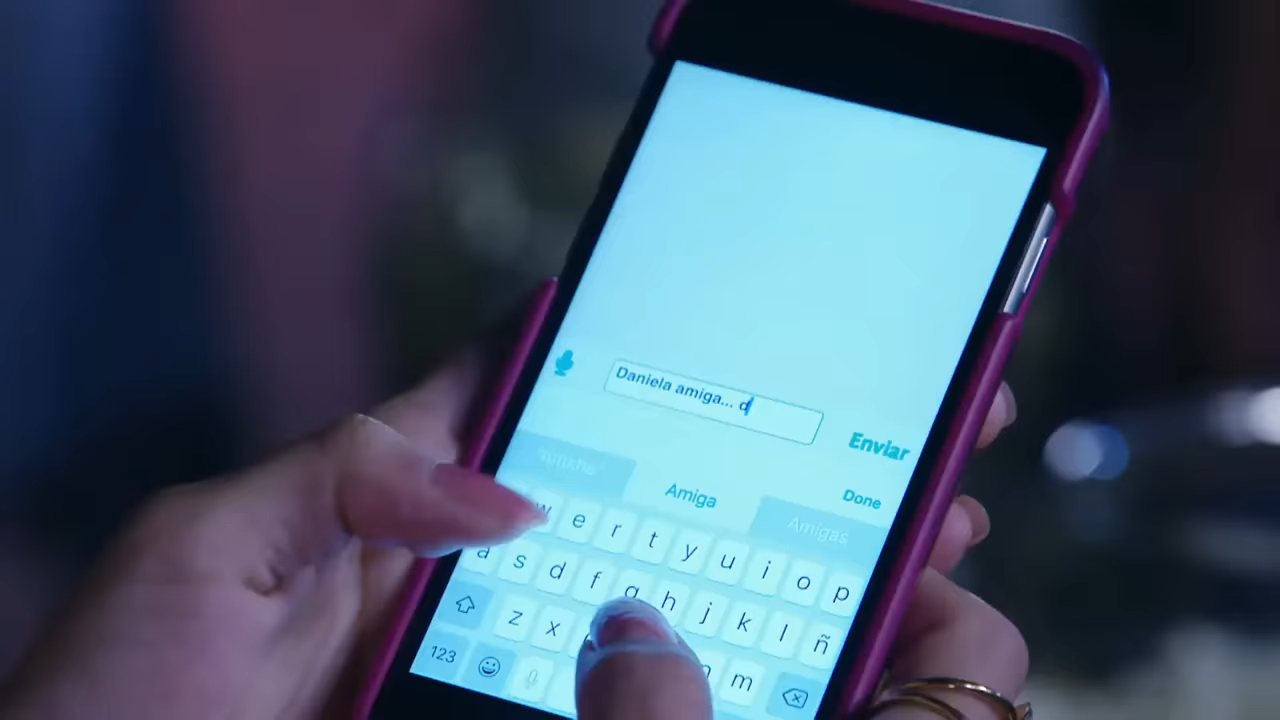 Daniela amiga... d
Enviar
Amiga
Done
Amigas
w e r t y u i o p
a s d f g h j k l ñ
z x m
123